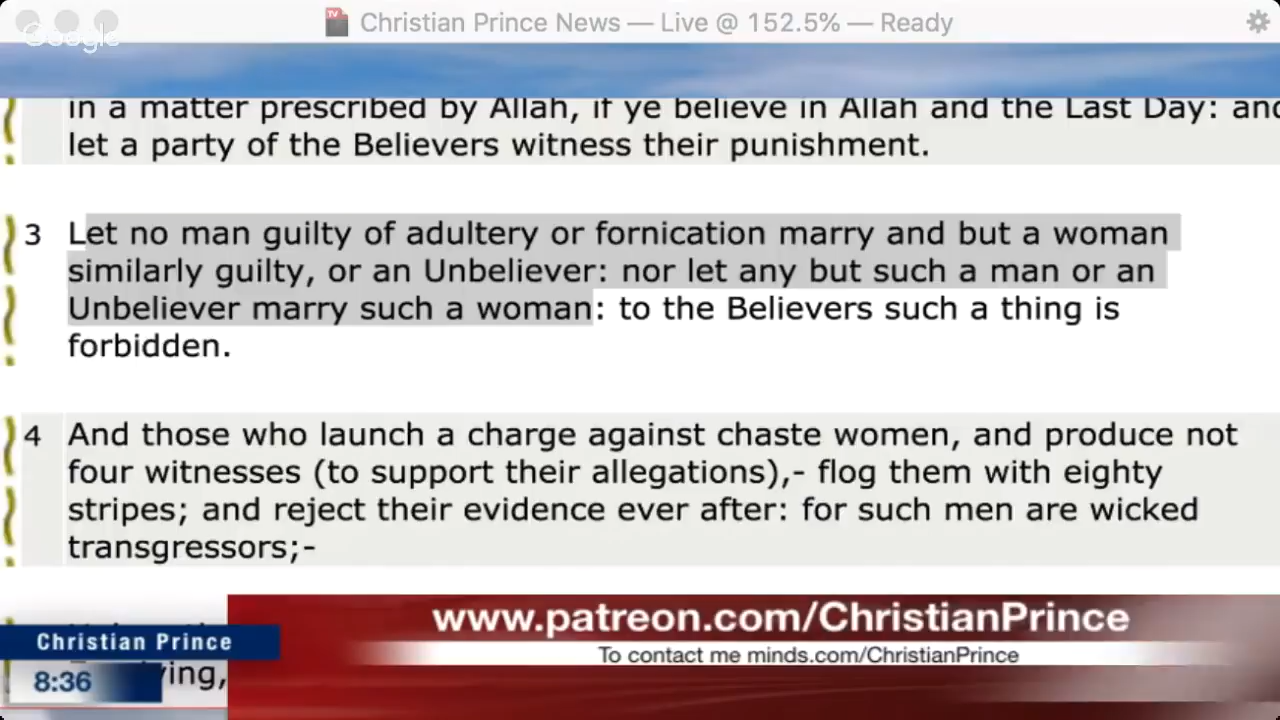 Christian Prince News — Live @ 152.5% — Ready
Google
in a matter prescribed by Allah, if ye believe in Allah and the Last Day: and
let a party of the Believers witness their punishment.
3 Let no man guilty of adultery or fornication marry and but a woman
similarly guilty, or an Unbeliever: nor let any but such a man or an
Unbeliever marry such a woman: to the Believers such a thing is
forbidden.
4 And those who launch a charge against chaste women, and produce not
four witnesses (to support their allegations),- flog them with eighty
stripes; and reject their evidence ever after: for such men are wicked
transgressors;-
www.patreon.com/ChristianPrince
Christian Prince
To contact me minds.com/ChristianPrince
8:36